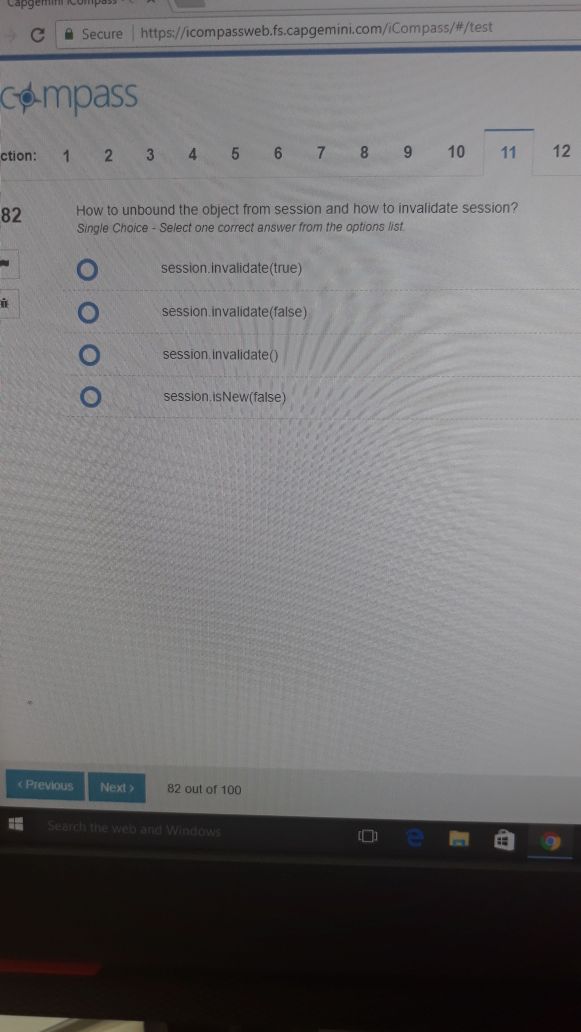 Secure https://icompassweb.fs.capgemini.com/iCompass/#/test
compass
ction: 1 2 3 4 5 6 7 8 9 10 11 12
82
How to unbound the object from session and how to invalidate session?
Single Choice - Select one correct answer from the options list.
session.invalidate(true)
session.invalidate(false)
session.invalidate()
session.isNew(false)
‹ Previous Next › 82 out of 100
Search the web and Windows